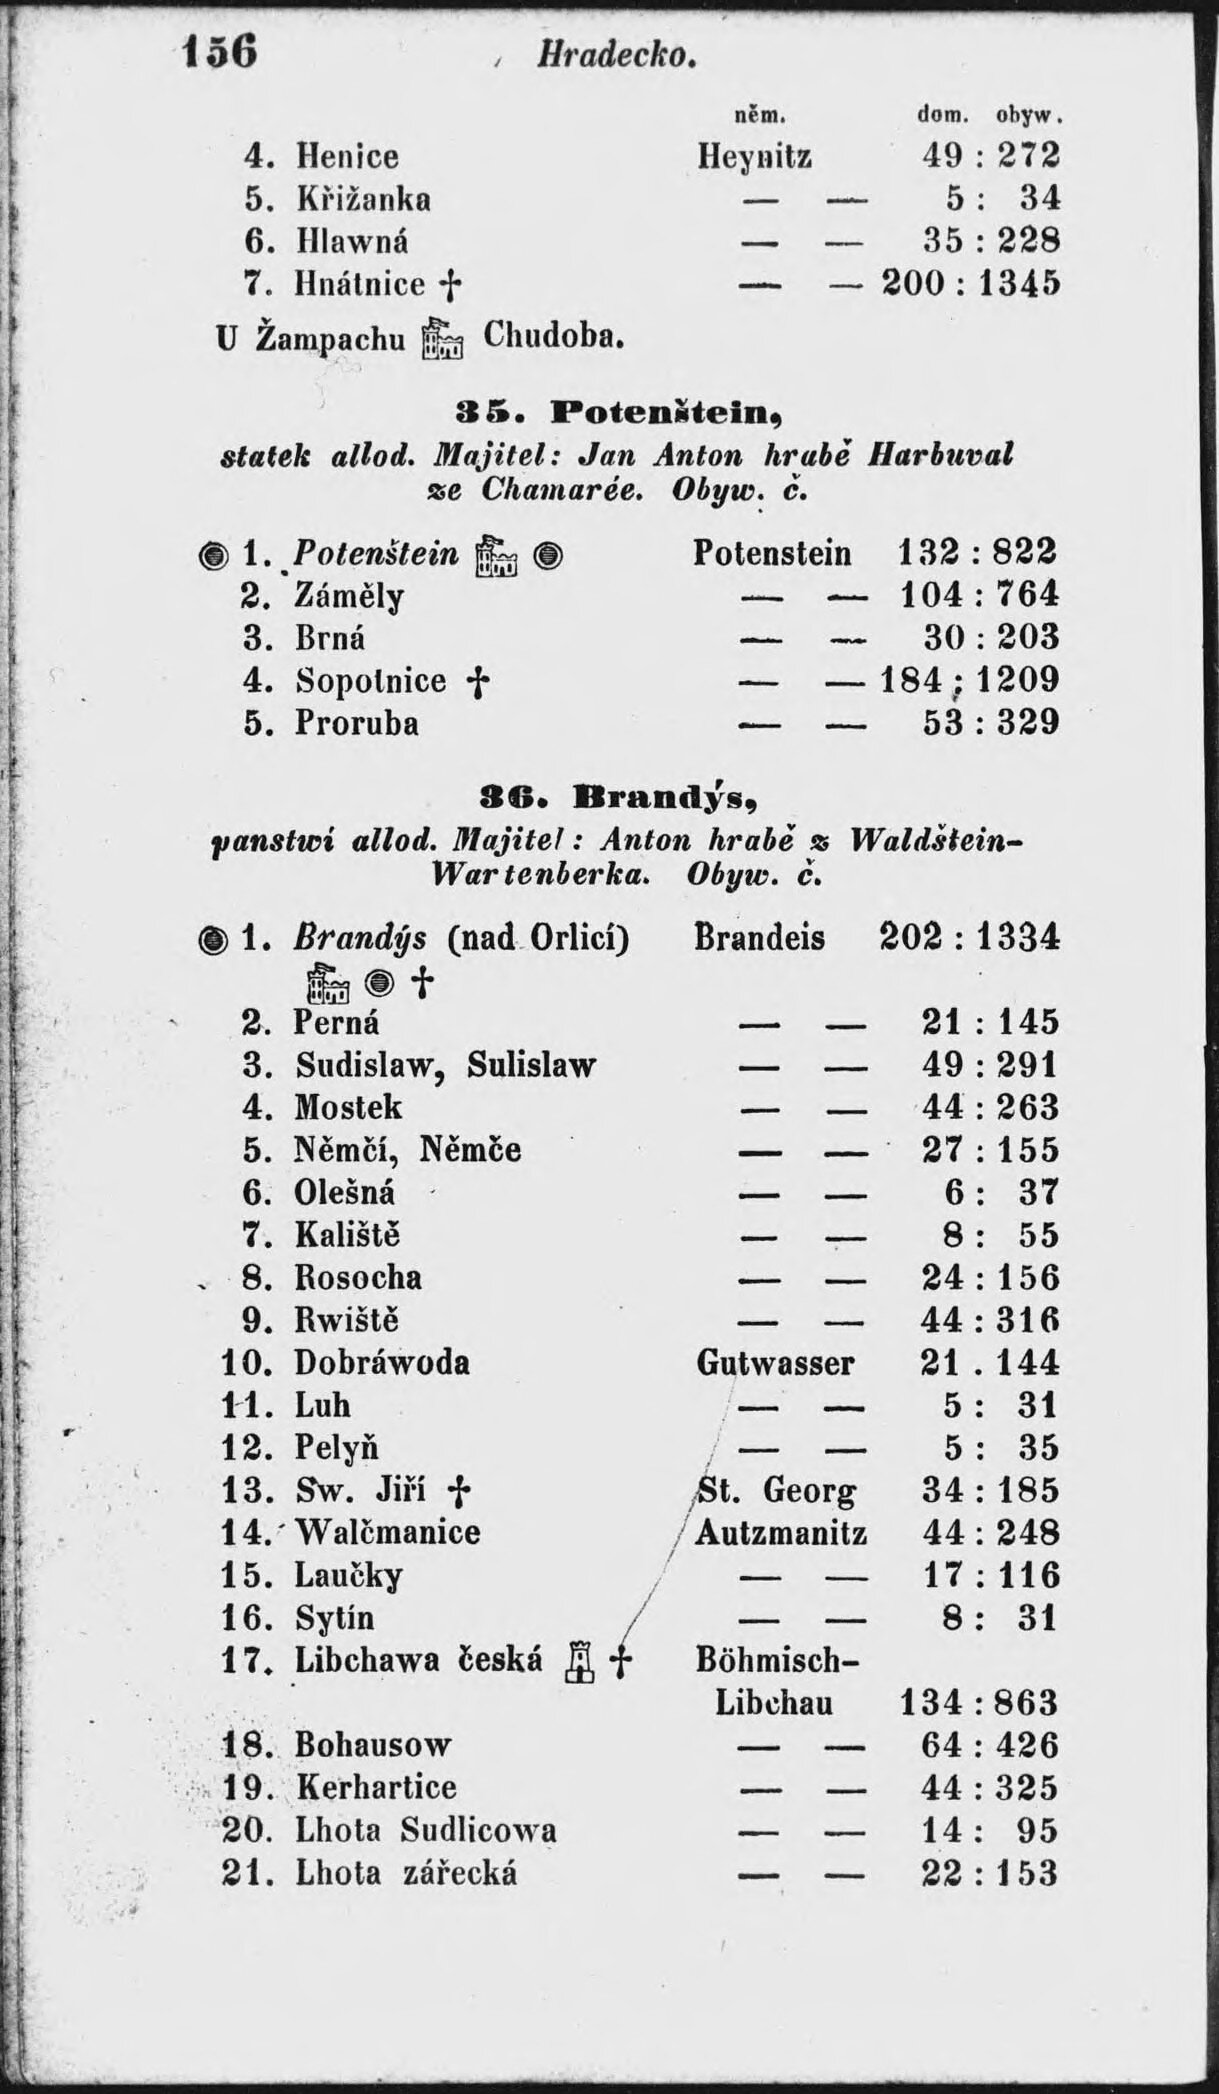 156 Hradecko.
něm. dom. obyw.
4. Henice Heynitz 49 : 272
5. Křižanka — — 5 : 34
6. Hlawná — — 35 : 228
7. Hnátnice † — — 200 : 1345
U Žampachu Chudoba.
35. Potenštein,
statek allod. Majitel: Jan Anton hrabě Harbuval
ze Chamarée. Obyw. č.
1. Potenštein Potenstein 132 : 822
2. Záměly — — 104 : 764
3. Brná — — 30 : 203
4. Sopotnice † — — 184 : 1209
5. Proruba — — 53 : 329
36. Brandýs,
panstwí allod. Majitel: Anton hrabě z Waldštein-
Wartenberka. Obyw. č.
1. Brandýs (nad Orlicí) Brandeis 202 : 1334
†
2. Perná — — 21 : 145
3. Sudislaw, Sulislaw — — 49 : 291
4. Mostek — — 44 : 263
5. Němčí, Němče — — 27 : 155
6. Olešná — — 6 : 37
7. Kaliště — — 8 : 55
8. Rosocha — — 24 : 156
9. Rwiště — — 44 : 316
10. Dobráwoda Gutwasser 21 . 144
11. Luh — — 5 : 31
12. Pelyň — — 5 : 35
13. Sw. Jiří † St. Georg 34 : 185
14. Walčmanice Autzmanitz 44 : 248
15. Laučky — — 17 : 116
16. Sytín — — 8 : 31
17. Libchawa česká † Böhmisch-
Libchau 134 : 863
18. Bohausow — — 64 : 426
19. Kerhartice — — 44 : 325
20. Lhota Sudlicowa — — 14 : 95
21. Lhota zářecká — — 22 : 153